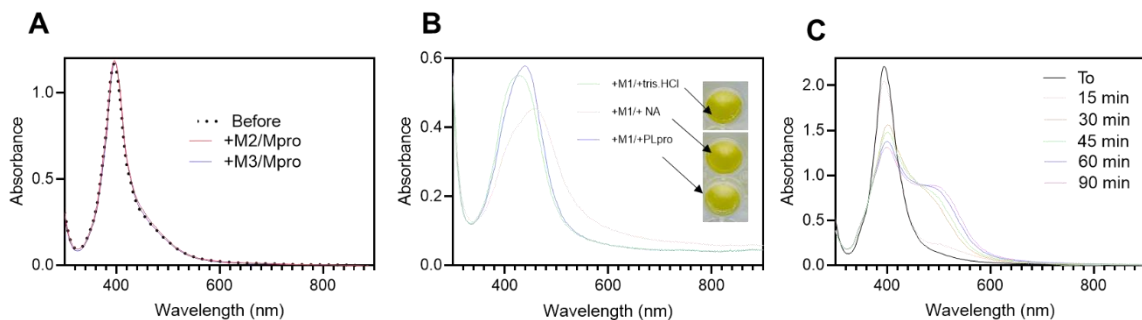 A
Absorbance
1.0
0.5
0.0
400
600
800
Wavelength (nm)
Before
+M2/Mpro
+M3/Mpro
B
Absorbance
0.6
0.4
0.2
0.0
400
600
800
Wavelength (nm)
+M1/+tris.HCl
+M1/+ NA
+M1/+PLpro
C
Absorbance
2.0
1.5
1.0
0.5
0.0
400
600
800
Wavelength (nm)
To
15 min
30 min
45 min
60 min
90 min